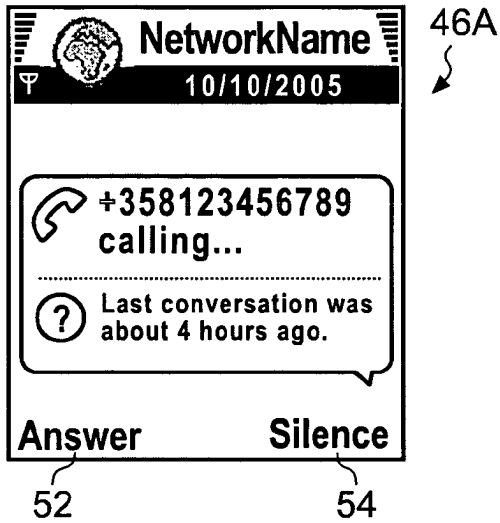 46A
NetworkName
10/10/2005
+358123456789
calling...
?
Last conversation was
about 4 hours ago.
Answer Silence
52 54